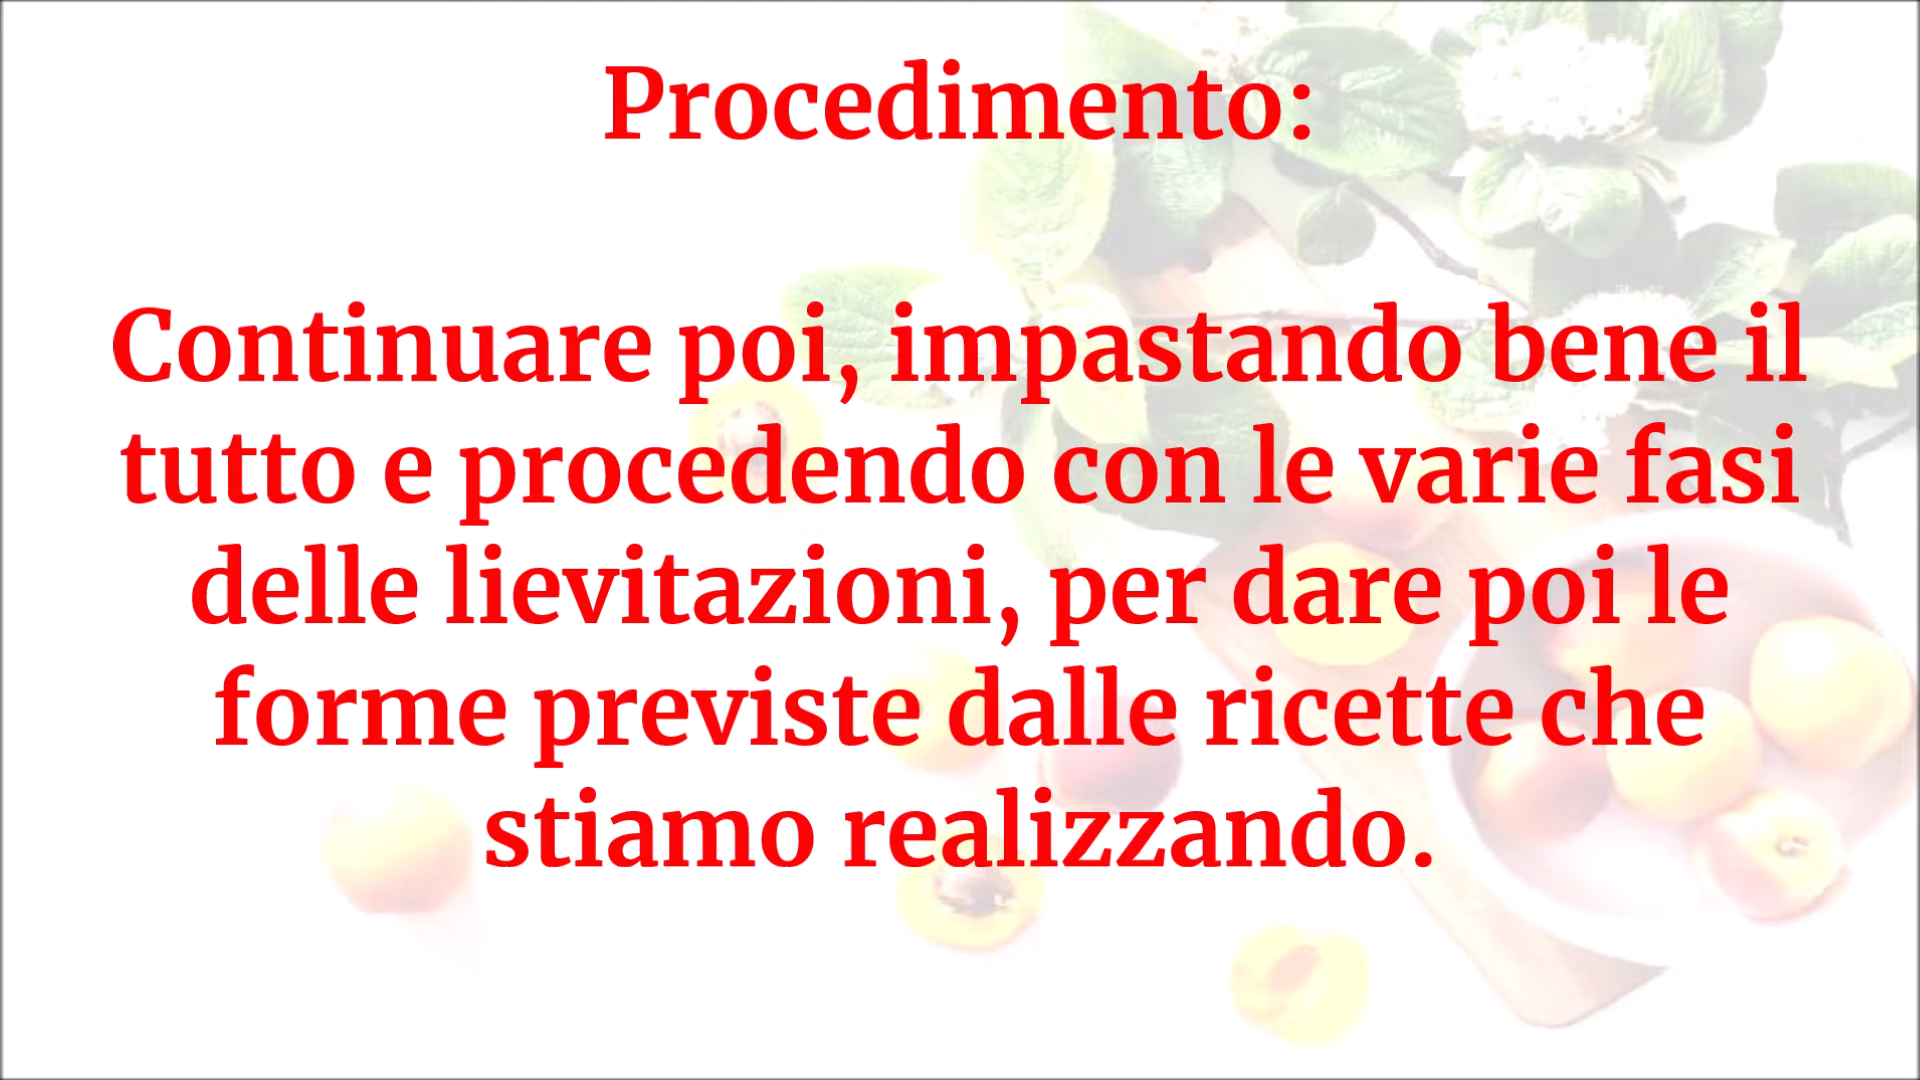 Procedimento:
Continuare poi, impastando bene il
tutto e procedendo con le varie fasi
delle lievitazioni, per dare poi le
forme previste dalle ricette che
stiamo realizzando.